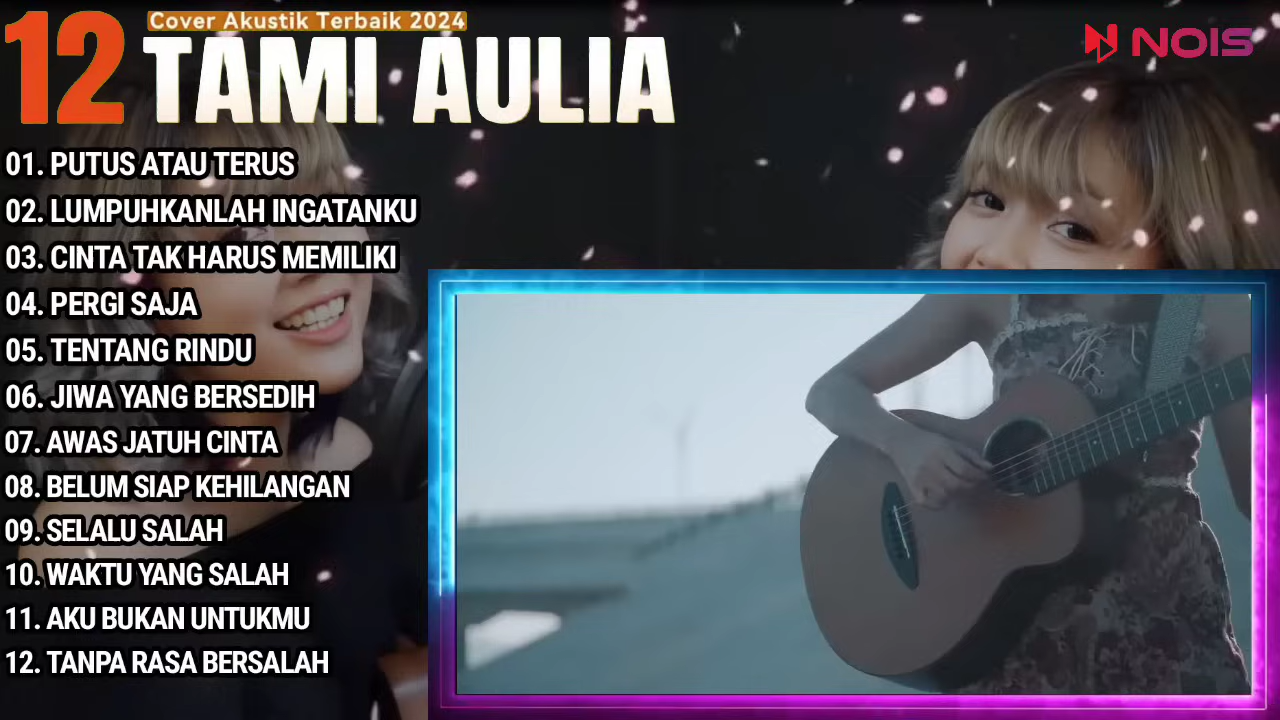 Cover Akustik Terbaik 2024
12 TAMI AULIA
NOIS
01. PUTUS ATAU TERUS
02. LUMPUHKANLAH INGATANKU
03. CINTA TAK HARUS MEMILIKI
04. PERGI SAJA
05. TENTANG RINDU
06. JIWA YANG BERSEDIH
07. AWAS JATUH CINTA
08. BELUM SIAP KEHILANGAN
09. SELALU SALAH
10. WAKTU YANG SALAH
11. AKU BUKAN UNTUKMU
12. TANPA RASA BERSALAH